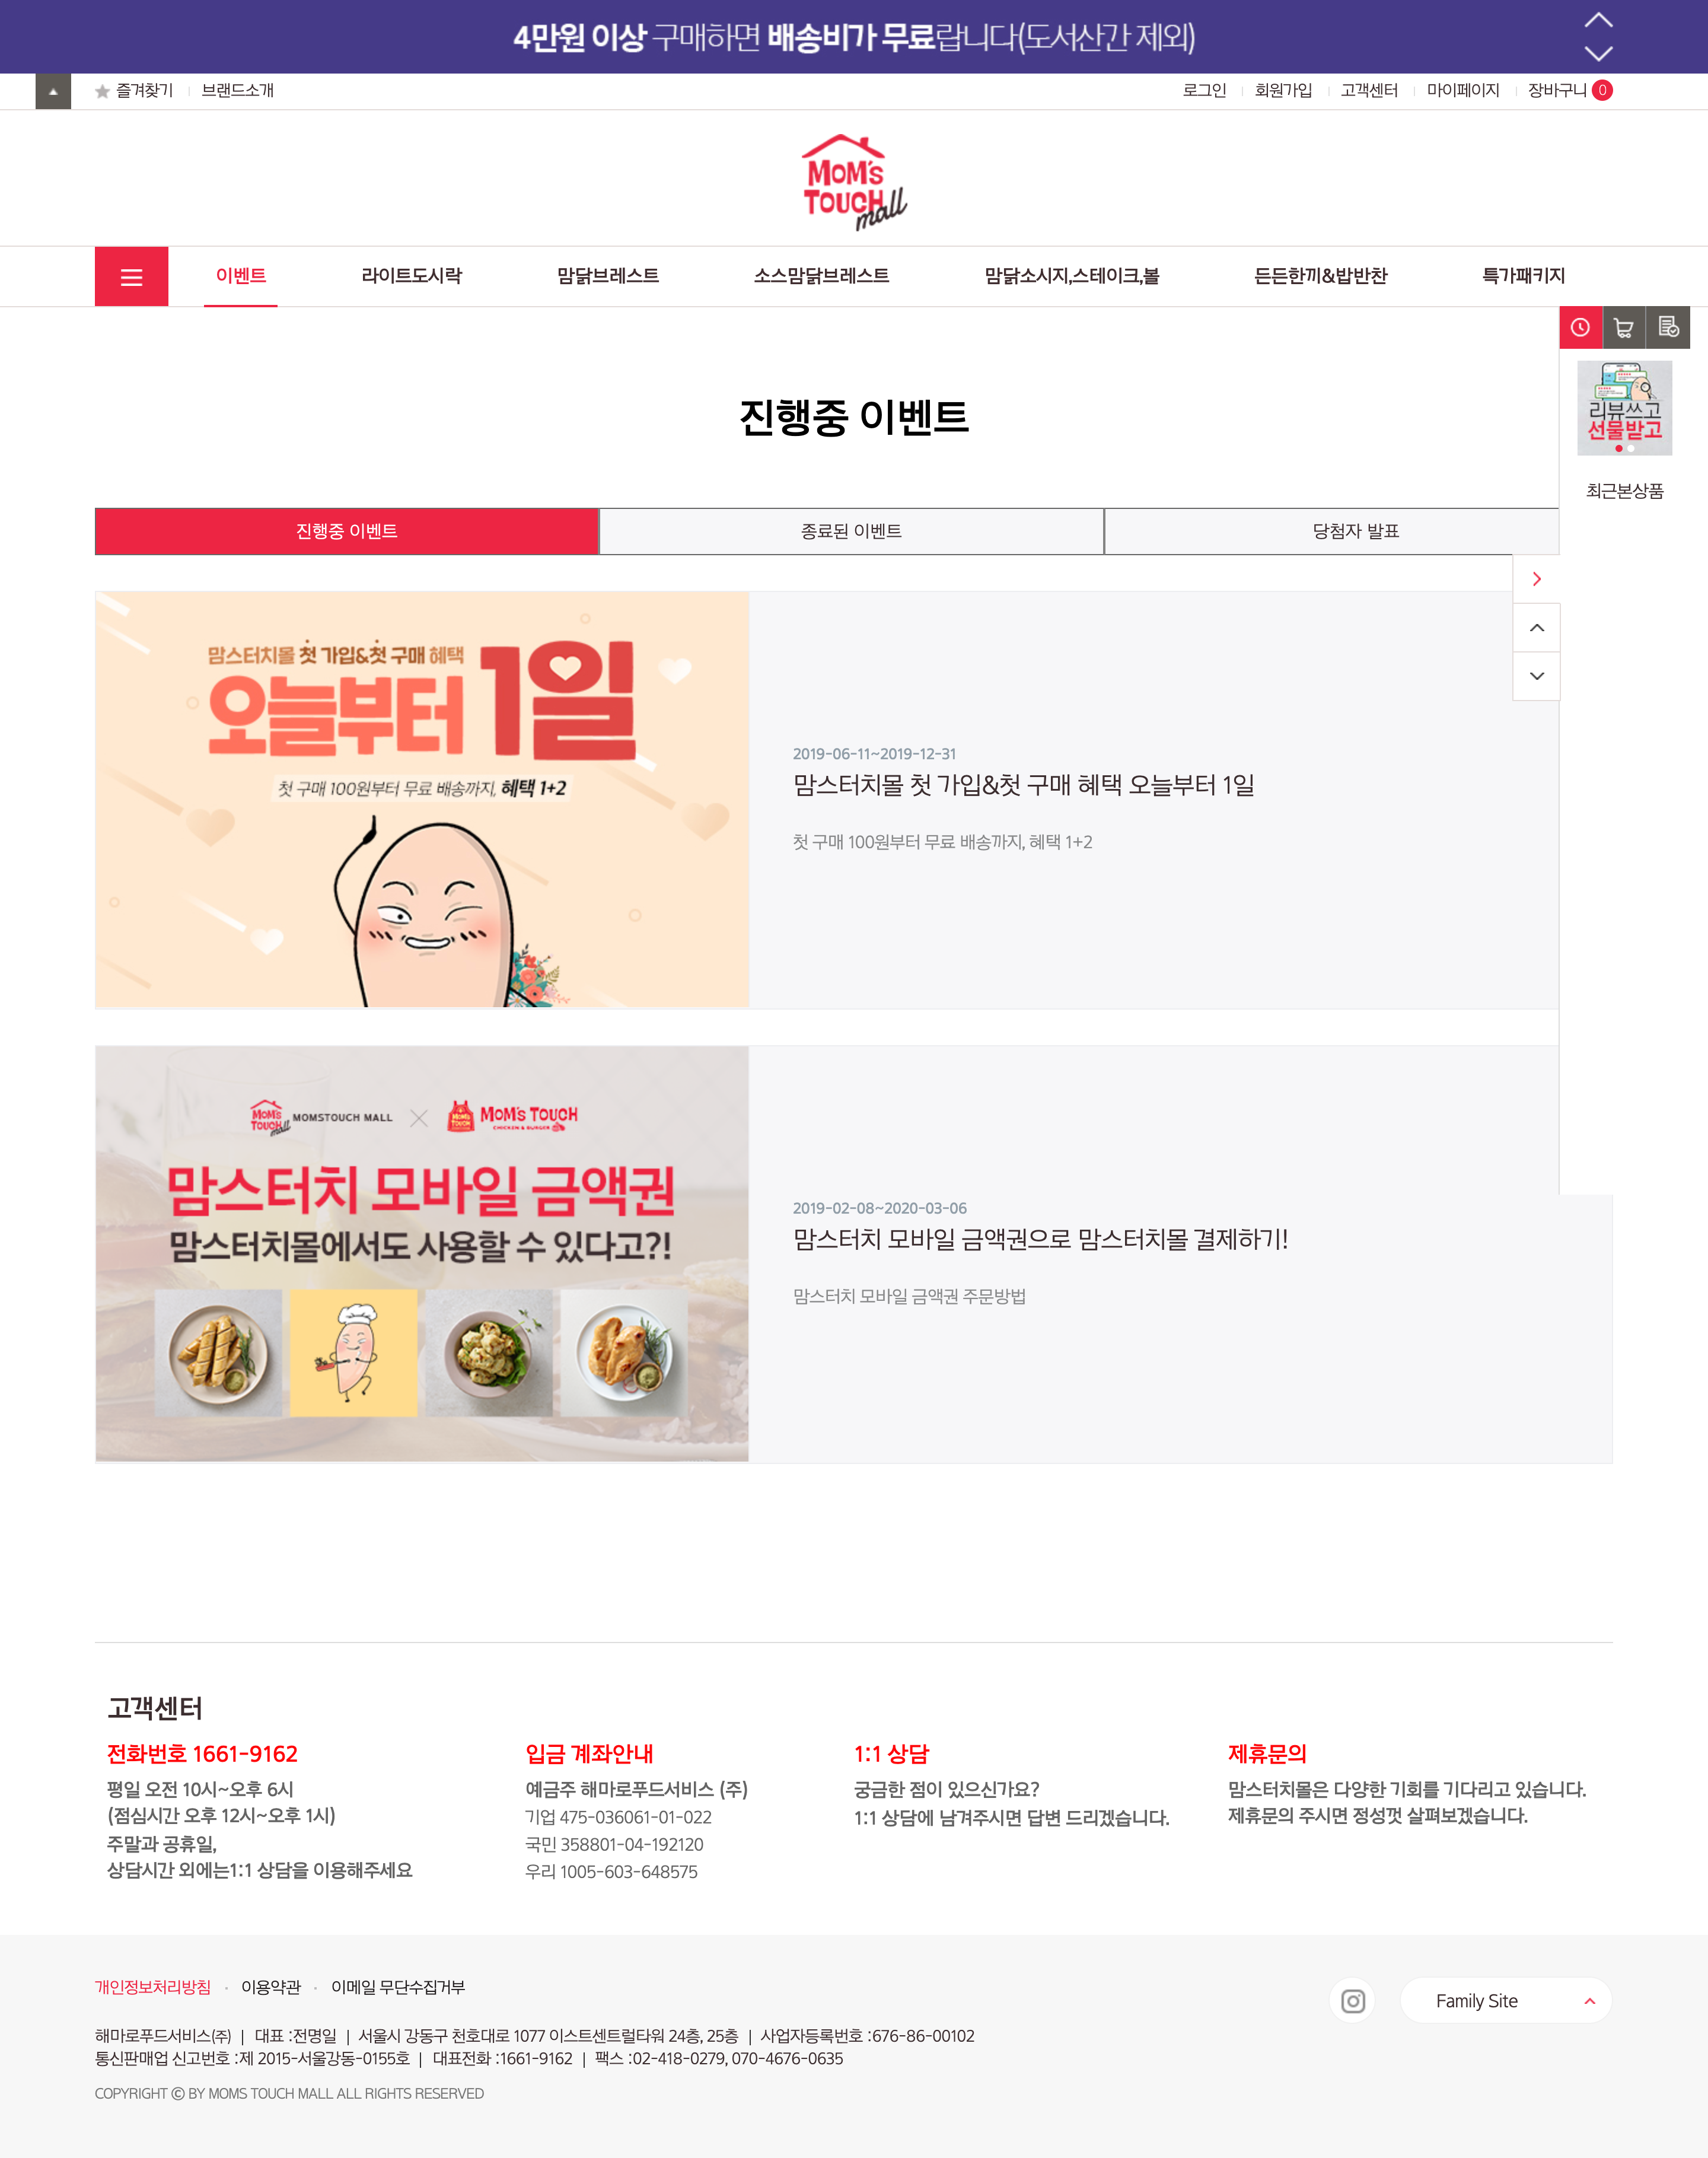 4만원 이상 구매하면 배송비가 무료랍니다(도서산간 제외)
즐겨찾기 브랜드소개 로그인 회원가입 고객센터 마이페이지 장바구니 0
MOM's
TOUCH
mall
이벤트 라이트도시락 맘닭브레스트 소스맘닭브레스트 맘닭소시지,스테이크,볼 든든한끼&밥반찬 특가패키지
진행중 이벤트
리뷰쓰고
선물받고
최근본상품
진행중 이벤트 종료된 이벤트 당첨자 발표
맘스터치몰 첫 가입&첫 구매 혜택
오늘부터 1일
첫 구매 100원부터 무료 배송까지, 혜택 1+2
2019-06-11~2019-12-31
맘스터치몰 첫 가입&첫 구매 혜택 오늘부터 1일
첫 구매 100원부터 무료 배송까지, 혜택 1+2
MOM's TOUCH mall MOMSTOUCH MALL MOM's TOUCH MOM's TOUCH
CHICKEN & BURGER
맘스터치 모바일 금액권
맘스터치몰에서도 사용할 수 있다고?!
2019-02-08~2020-03-06
맘스터치 모바일 금액권으로 맘스터치몰 결제하기!
맘스터치 모바일 금액권 주문방법
고객센터
전화번호 1661-9162
평일 오전 10시~오후 6시
(점심시간 오후 12시~오후 1시)
주말과 공휴일,
상담시간 외에는1:1 상담을 이용해주세요
입금 계좌안내
예금주 해마로푸드서비스 (주)
기업 475-036061-01-022
국민 358801-04-192120
우리 1005-603-648575
1:1 상담
궁금한 점이 있으신가요?
1:1 상담에 남겨주시면 답변 드리겠습니다.
제휴문의
맘스터치몰은 다양한 기회를 기다리고 있습니다.
제휴문의 주시면 정성껏 살펴보겠습니다.
개인정보처리방침 · 이용약관 · 이메일 무단수집거부
Family Site
해마로푸드서비스(주) | 대표 :전명일 | 서울시 강동구 천호대로 1077 이스트센트럴타워 24층, 25층 | 사업자등록번호 :676-86-00102
통신판매업 신고번호 :제 2015-서울강동-0155호 | 대표전화 :1661-9162 | 팩스 :02-418-0279, 070-4676-0635
COPYRIGHT ⓒ BY MOMS TOUCH MALL ALL RIGHTS RESERVED